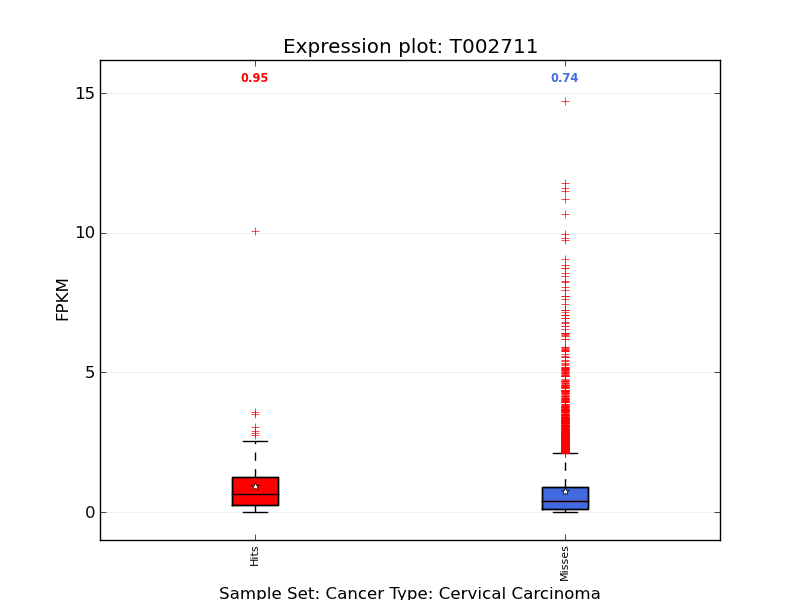 Expression plot: T002711
0.95
0.74
15
10
5
0
FPKM
Hits
Misses
Sample Set: Cancer Type: Cervical Carcinoma